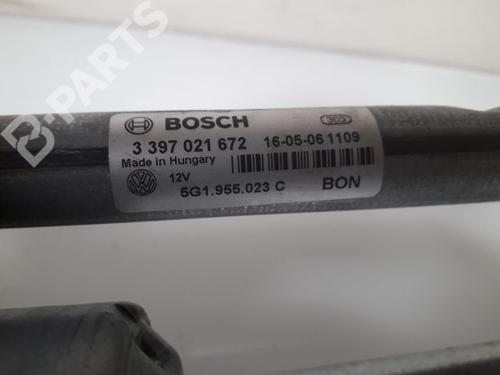 B-PARTS
BOSCH
3 397 021 672 16-05-06 1109
Made in Hungary
12V
5G1.955.023 C BON